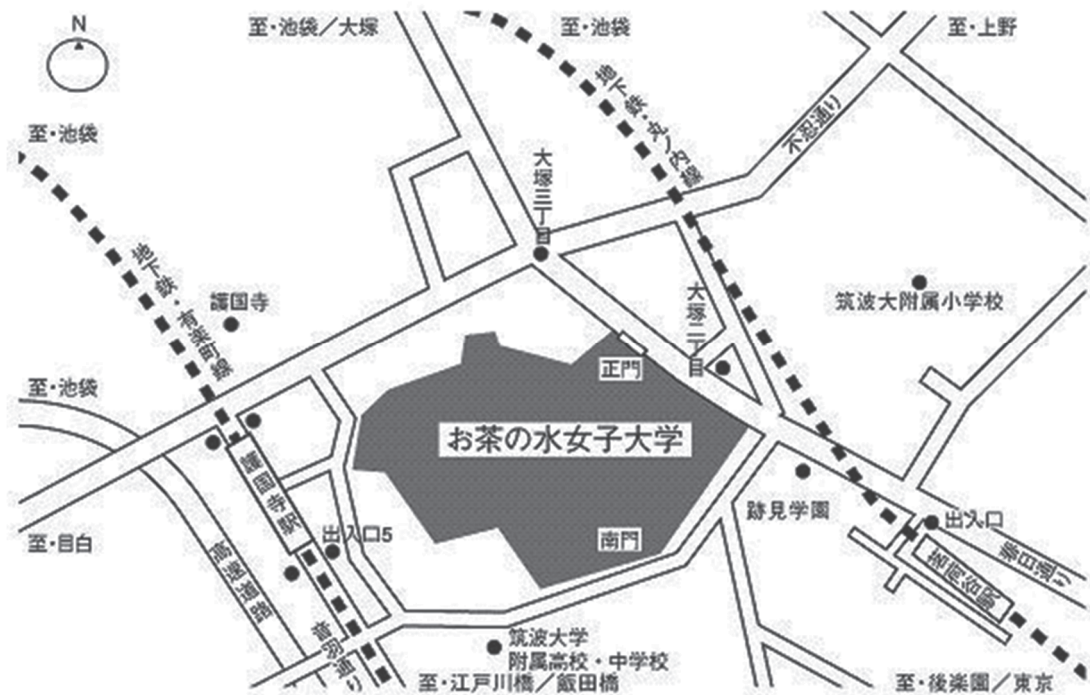 N
至・池袋／大塚
至・池袋
至・上野
至・池袋
地下鉄・丸ノ内線
不忍通り
大塚三丁目
地下鉄・有楽町線
護国寺
大塚二丁目
筑波大附属小学校
正門
至・池袋
お茶の水女子大学
護国寺駅
跡見学園
出入口
出入口5
南門
至・目白
高速道路
春日通り
茗荷谷駅
音羽通り
筑波大学
附属高校・中学校
至・江戸川橋／飯田橋
至・後楽園／東京